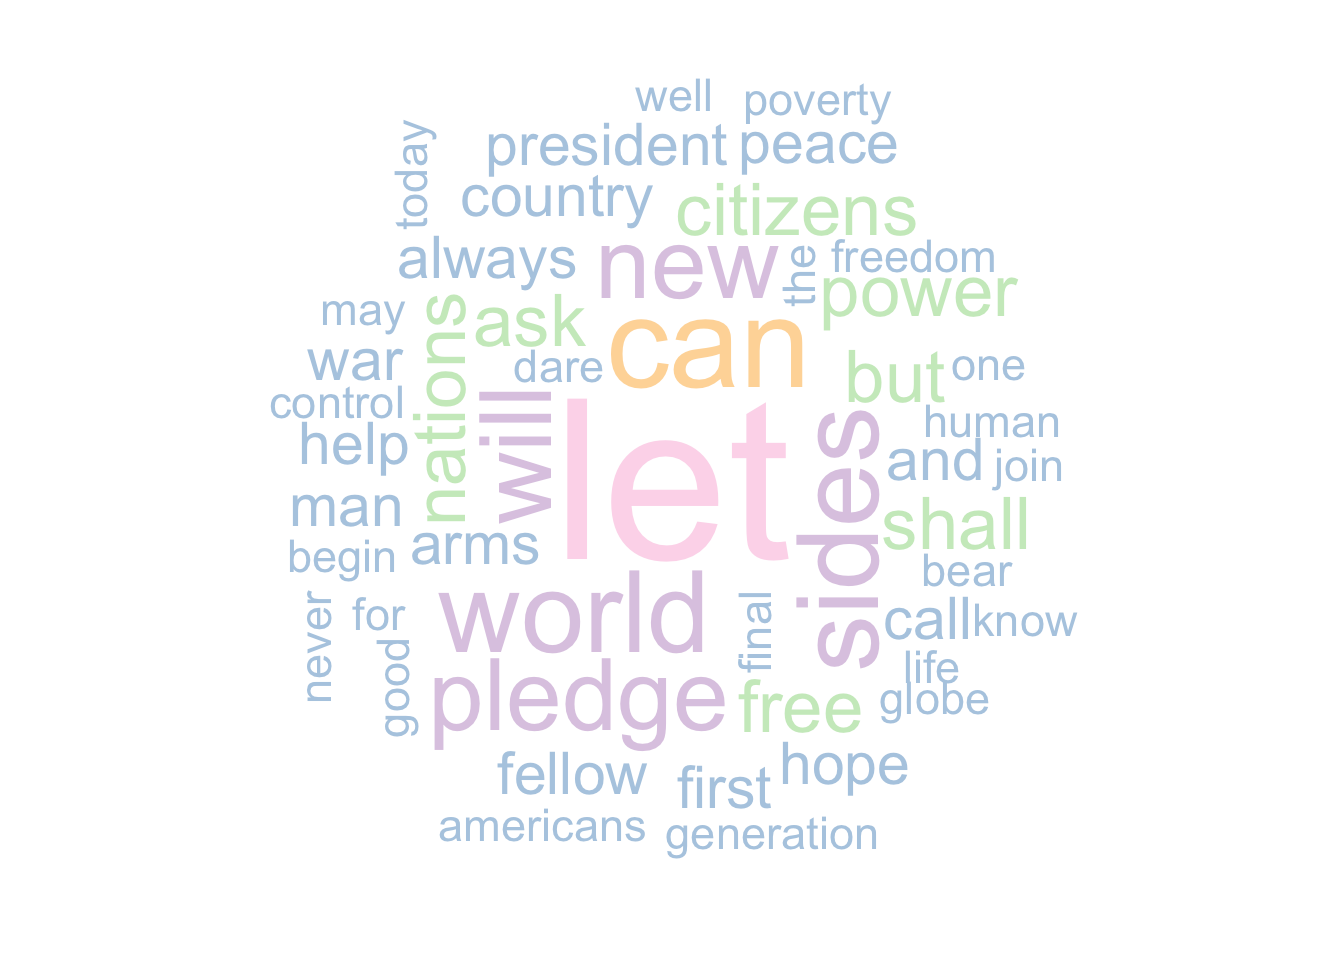 well poverty
president peace
today
country citizens
always new the freedom
may nations ask can power
war dare but one
control will let sides human
help and join
man arms shall
begin bear
never for world final call know
good life
pledge free globe
fellow first hope
americans generation